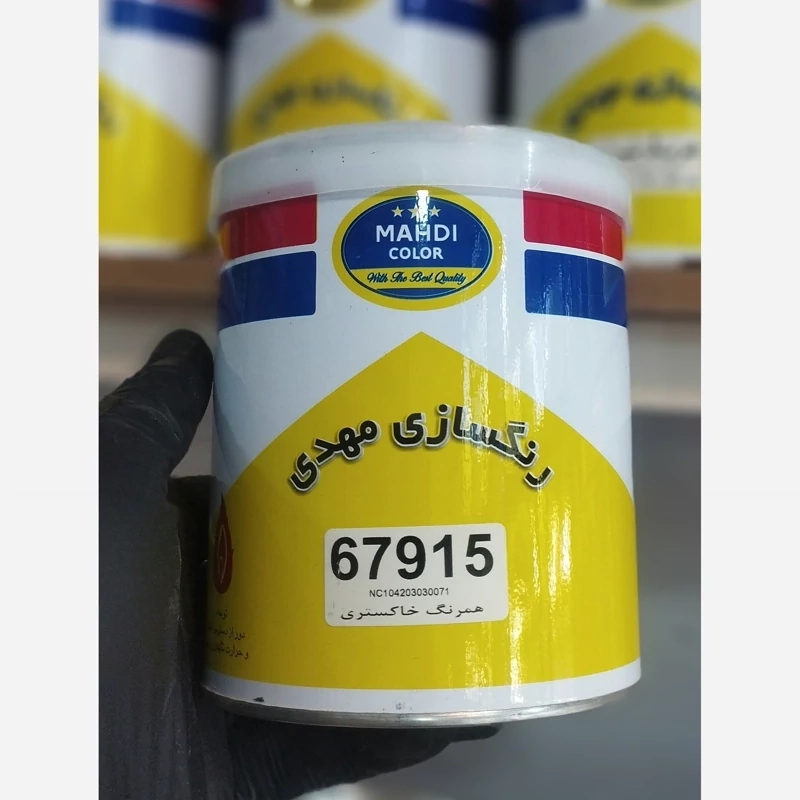 MAHDI
COLOR
With The Best Quality
رنگسازی مهدی
67915
NC104203030071
همرنگ خاکستری